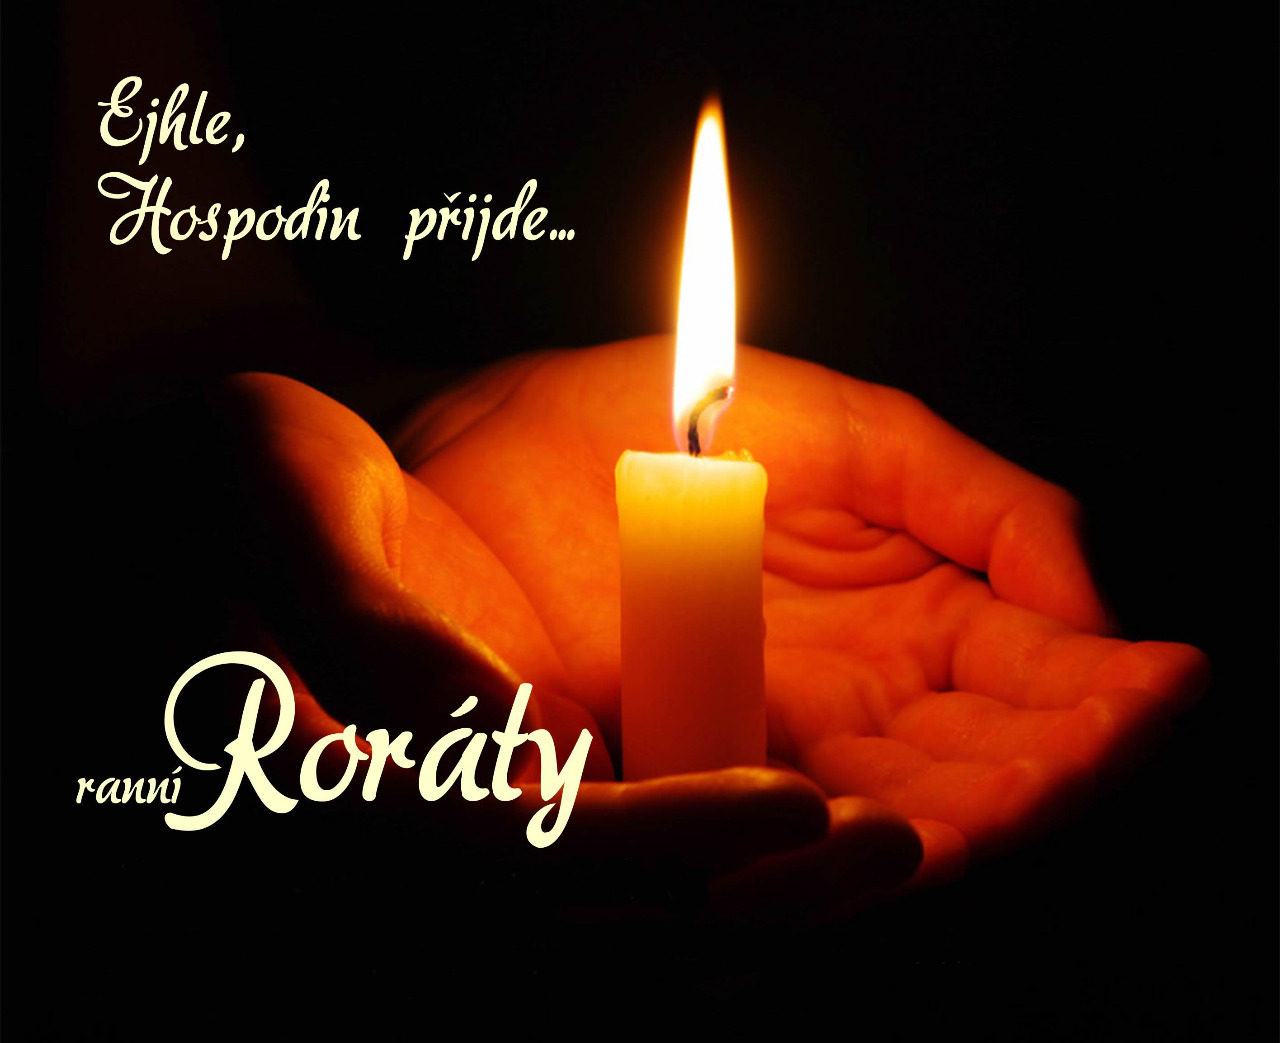 Ejhle,
Hospodin přijde...
ranní Roráty